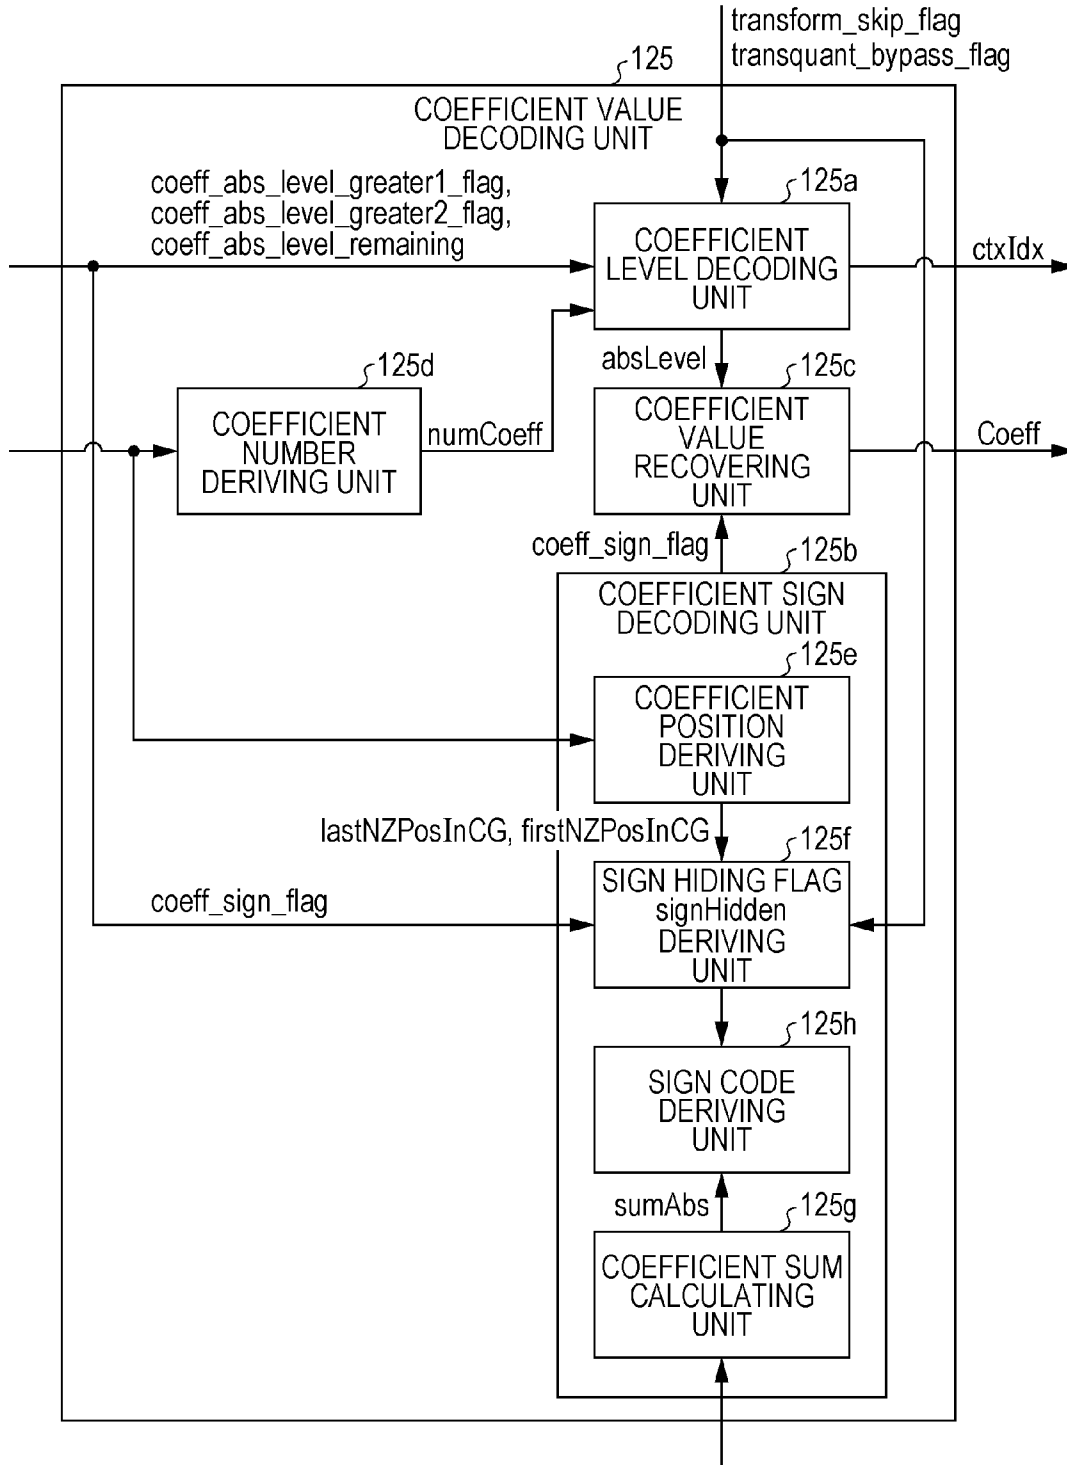 transform_skip_flag
transquant_bypass_flag
125
COEFFICIENT VALUE
DECODING UNIT
coeff_abs_level_greater1_flag,
coeff_abs_level_greater2_flag,
coeff_abs_level_remaining
125a
COEFFICIENT
LEVEL DECODING
UNIT
ctxIdx
absLevel
125d
COEFFICIENT
NUMBER
DERIVING UNIT
numCoeff
125c
COEFFICIENT
VALUE
RECOVERING
UNIT
Coeff
coeff_sign_flag
125b
COEFFICIENT SIGN
DECODING UNIT
125e
COEFFICIENT
POSITION
DERIVING
UNIT
lastNZPosInCG, firstNZPosInCG
125f
SIGN HIDING FLAG
signHidden
DERIVING
UNIT
coeff_sign_flag
125h
SIGN CODE
DERIVING
UNIT
sumAbs
125g
COEFFICIENT SUM
CALCULATING
UNIT